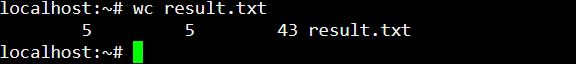 localhost:~# wc result.txt
        5         5        43 result.txt
localhost:~#